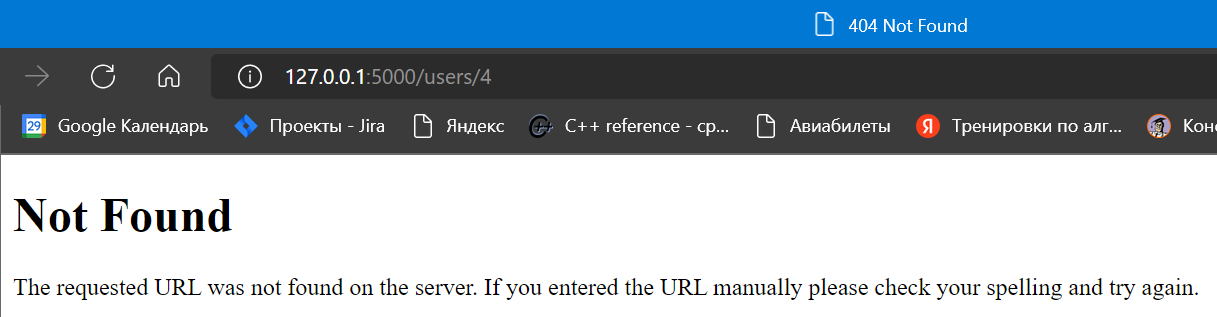 404 Not Found
127.0.0.1:5000/users/4
29 Google Календарь Проекты - Jira Яндекс C++ reference - cp... Авиабилеты Я Тренировки по алг... Кон
Not Found
The requested URL was not found on the server. If you entered the URL manually please check your spelling and try again.